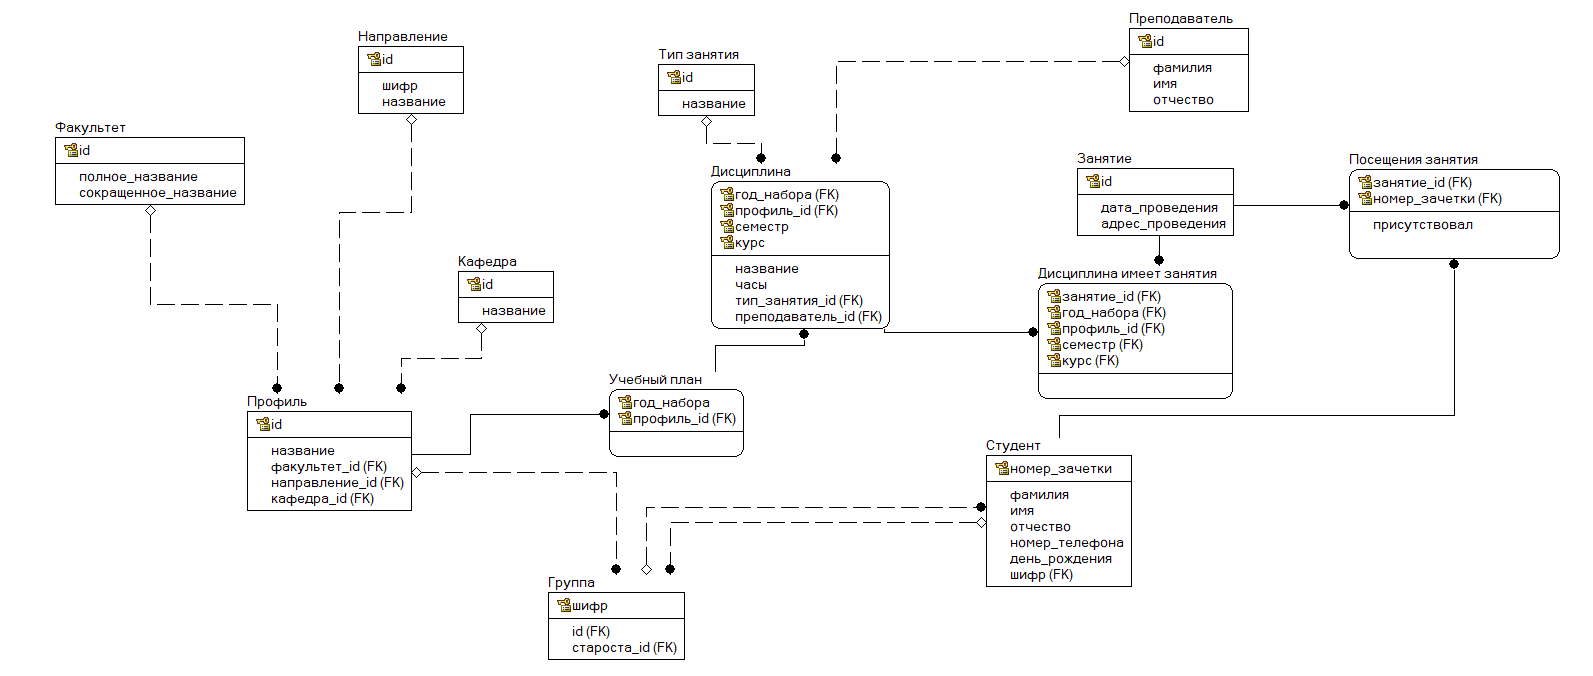 Факультет
id
полное_название
сокращенное_название
Направление
id
шифр
название
Кафедра
id
название
Тип занятия
id
название
Преподаватель
id
фамилия
имя
отчество
Дисциплина
год_набора (FK)
профиль_id (FK)
семестр
курс
название
часы
тип_занятия_id (FK)
преподаватель_id (FK)
Занятие
id
дата_проведения
адрес_проведения
Посещения занятия
занятие_id (FK)
номер_зачетки (FK)
присутствовал
Дисциплина имеет занятия
занятие_id (FK)
год_набора (FK)
профиль_id (FK)
семестр (FK)
курс (FK)
Профиль
id
название
факультет_id (FK)
направление_id (FK)
кафедра_id (FK)
Учебный план
год_набора
профиль_id (FK)
Студент
номер_зачетки
фамилия
имя
отчество
номер_телефона
день_рождения
шифр (FK)
Группа
шифр
id (FK)
староста_id (FK)